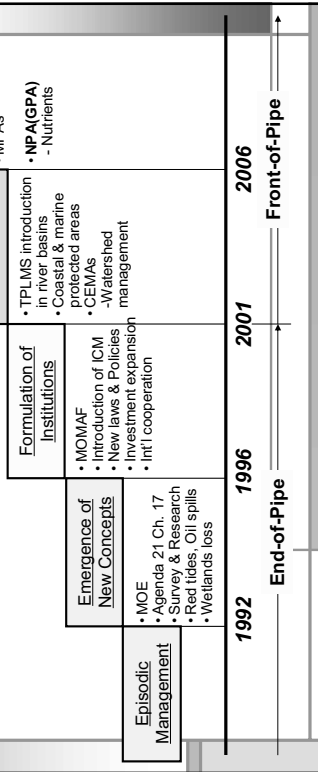 Episodic
Management
Emergence of
New Concepts
• MOE
• Agenda 21 Ch. 17
• Survey & Research
• Red tides, Oil spills
• Wetlands loss
Formulation of
Institutions
• MOMAF
• Introduction of ICM
• New laws & Policies
• Investment expansion
• Int'l cooperation
• TPLMS introduction
in river basins
• Coastal & marine
protected areas
• CEMAs
-Watershed
management
• NPA(GPA)
- Nutrients
1992
1996
2001
2006
End-of-Pipe
Front-of-Pipe